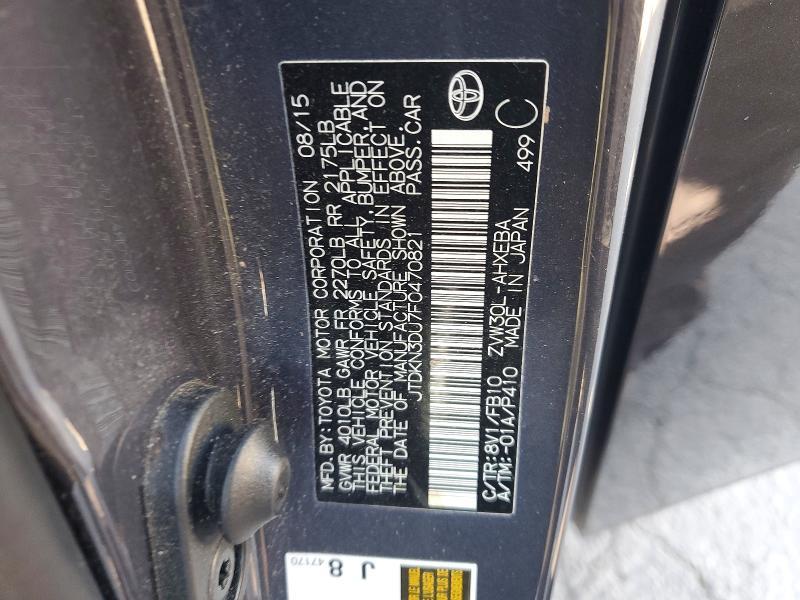 MFD. BY: TOYOTA MOTOR CORPORATION 08/15
GVWR 4010LB GAWR FR 2270LB RR 2175LB
THIS VEHICLE CONFORMS TO ALL APPLICABLE
FEDERAL MOTOR VEHICLE SAFETY, BUMPER, AND
THEFT PREVENTION STANDARDS IN EFFECT ON
THE DATE OF MANUFACTURE SHOWN ABOVE.
JTDKN3DU7F0470821 PASS. CAR
499 C
C/TR: 8V1/FB10 ZVW30L-AHXEBA
A/TM: -01A/P410 MADE IN JAPAN
J 8
47170